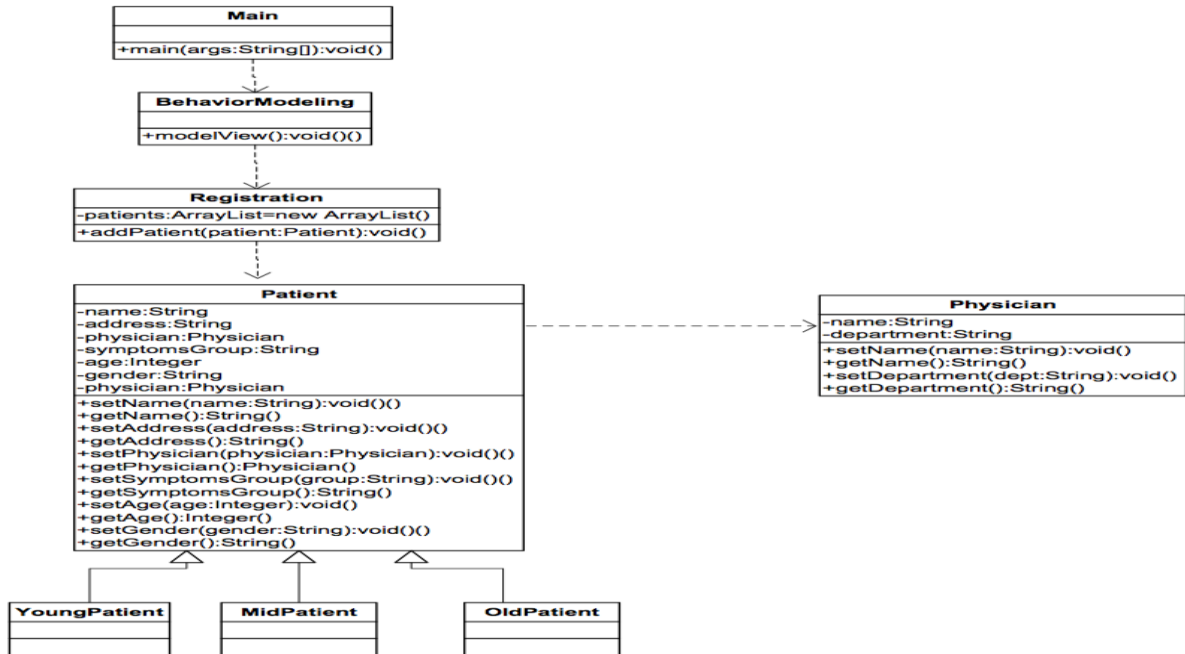 Main
+main(args:String[]):void()
BehaviorModeling
+modelView():void()()
Registration
-patients:ArrayList=new ArrayList()
+addPatient(patient:Patient):void()
Patient
-name:String
-address:String
-physician:Physician
-symptomsGroup:String
-age:Integer
-gender:String
-physician:Physician
+setName(name:String):void()()
+getName():String()
+setAddress(address:String):void()()
+getAddress():String()
+setPhysician(physician:Physician):void()()
+getPhysician():Physician()
+setSymptomsGroup(group:String):void()()
+getSymptomsGroup():String()
+setAge(age:Integer):void()
+getAge():Integer()
+setGender(gender:String):void()()
+getGender():String()
Physician
-name:String
-department:String
+setName(name:String):void()
+getName():String()
+setDepartment(dept:String):void()
+getDepartment():String()
YoungPatient
MidPatient
OldPatient